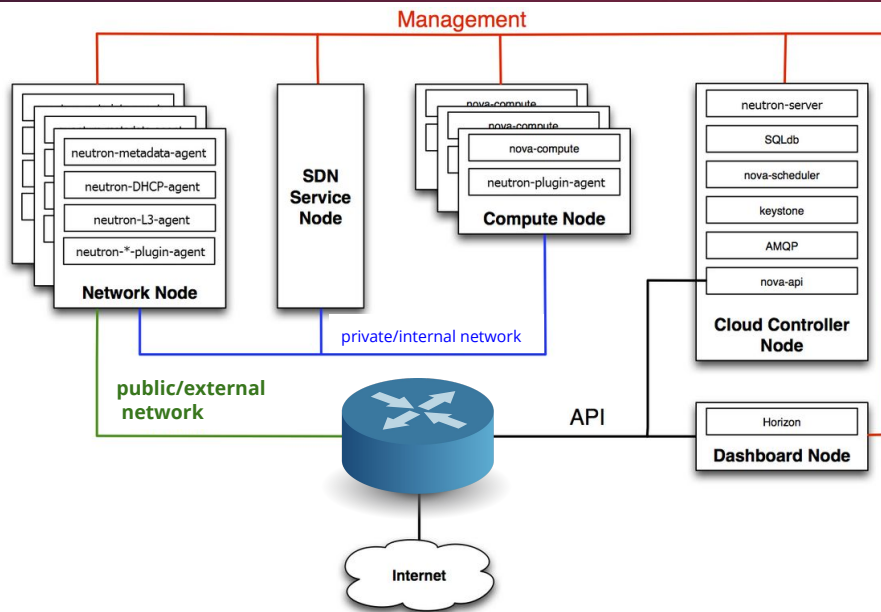 Management
neutron-metadata-agent
neutron-DHCP-agent
neutron-L3-agent
neutron-*-plugin-agent
Network Node
SDN
Service
Node
nova-compute
nova-compute
nova-compute
neutron-plugin-agent
Compute Node
neutron-server
SQLdb
nova-scheduler
keystone
AMQP
nova-api
Cloud Controller
Node
private/internal network
public/external
network
API
Horizon
Dashboard Node
Internet